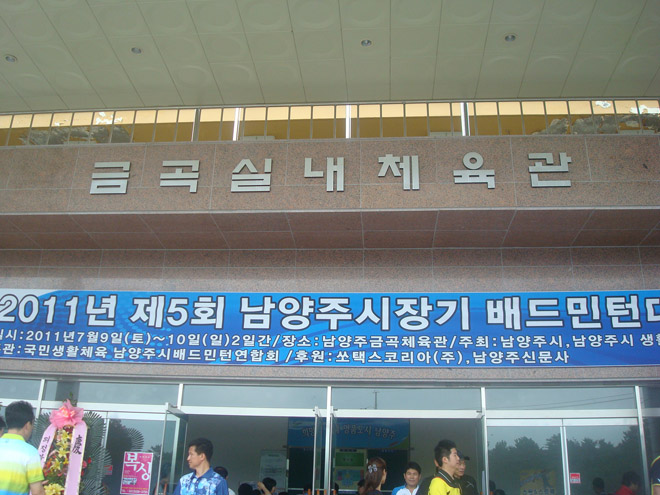 금곡실내체육관
2011년 제5회 남양주시장기 배드민턴대
일시:2011년7월9일(토)~10일(일)2일간/장소:남양주금곡체육관/주최:남양주시,남양주시 생활
관:국민생활체육 남양주시배드민턴연합회 /후원:쏘택스코리아(주),남양주신문사
복싱